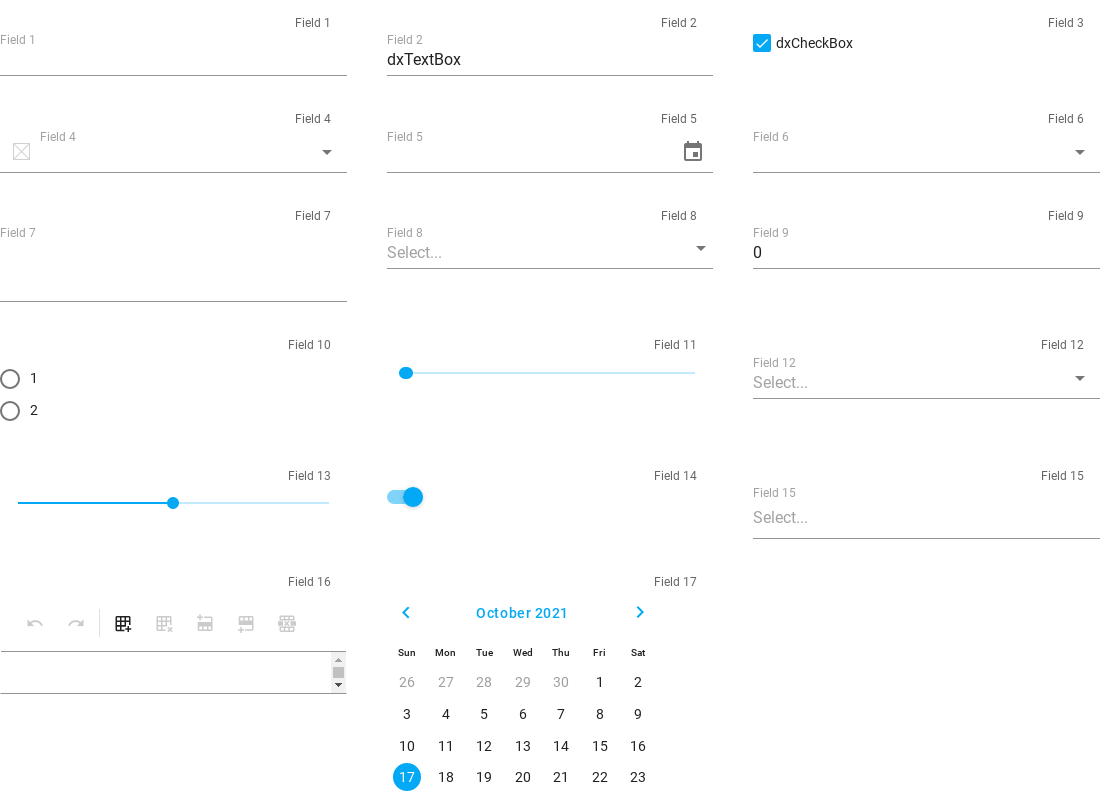 Field 1
Field 2
Field 3
Field 1
Field 2
dxTextBox
dxCheckBox
Field 4
Field 5
Field 6
Field 4
Field 5
Field 6
Field 7
Field 8
Field 9
Field 7
Field 8
Select...
Field 9
0
Field 10
Field 11
Field 12
1
2
Field 12
Select...
Field 13
Field 14
Field 15
Field 15
Select...
Field 16
Field 17
October 2021
Sun Mon Tue Wed Thu Fri Sat
26 27 28 29 30 1 2
3 4 5 6 7 8 9
10 11 12 13 14 15 16
17 18 19 20 21 22 23